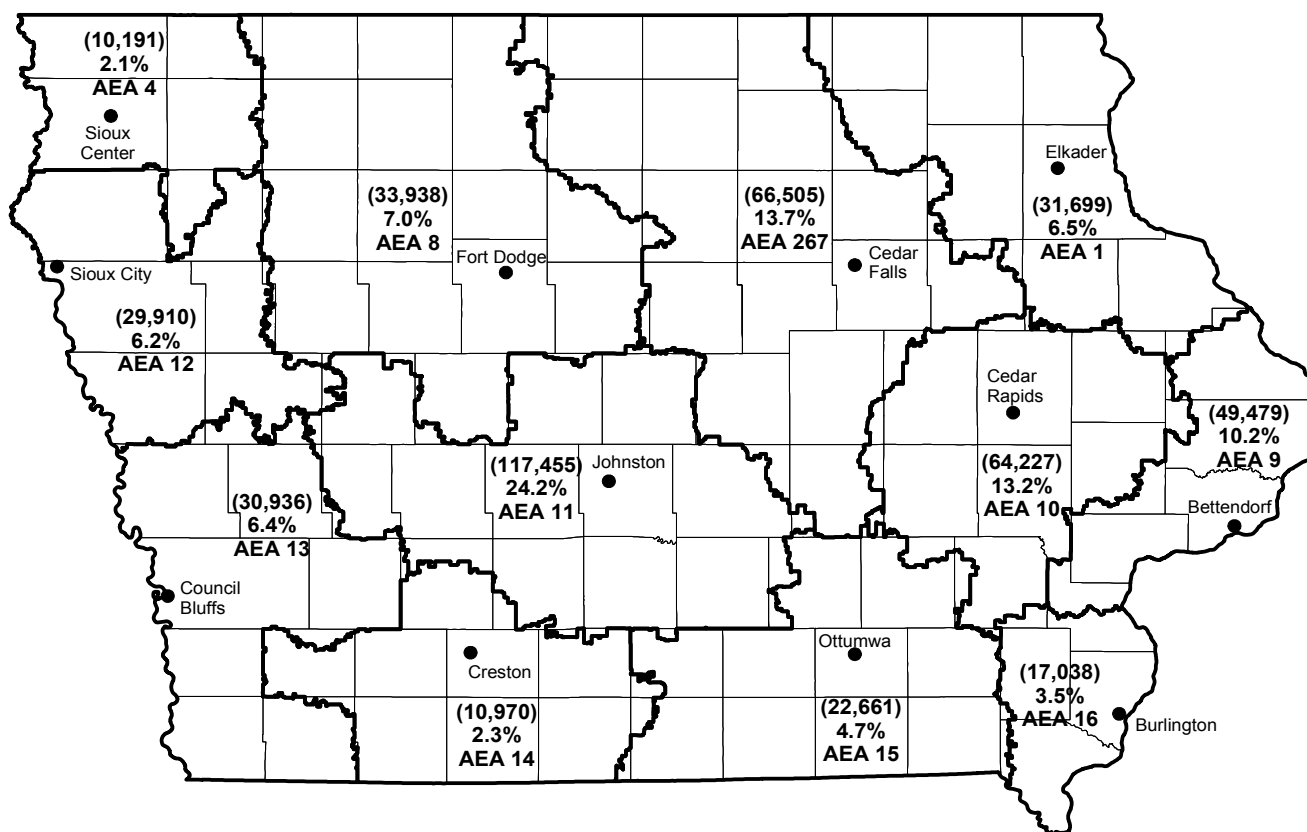 (10,191)
2.1%
AEA 4
Sioux
Center
Elkader
(33,938)
7.0%
AEA 8
(66,505)
13.7%
AEA 267
(31,699)
6.5%
AEA 1
Sioux City
Fort Dodge
Cedar
Falls
(29,910)
6.2%
AEA 12
Cedar
Rapids
(49,479)
10.2%
AEA 9
(117,455)
24.2%
AEA 11
Johnston
(64,227)
13.2%
AEA 10
(30,936)
6.4%
AEA 13
Bettendorf
Council
Bluffs
Creston
Ottumwa
(10,970)
2.3%
AEA 14
(22,661)
4.7%
AEA 15
(17,038)
3.5%
AEA 16
Burlington